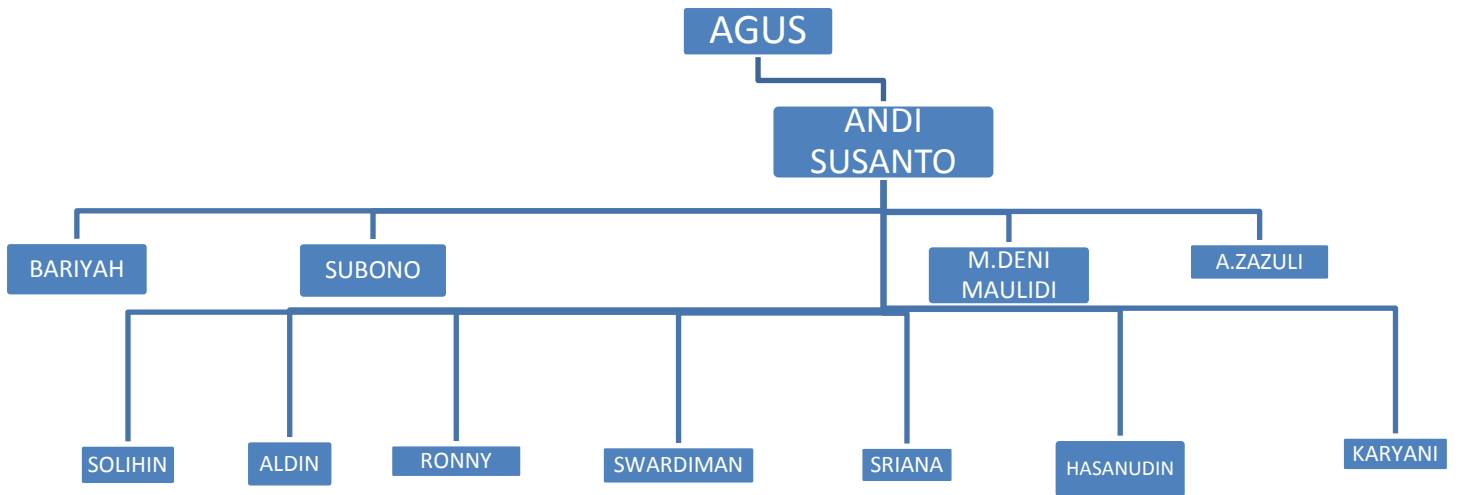 AGUS
ANDI
SUSANTO
BARIYAH
SUBONO
M.DENI
MAULIDI
A.ZAZULI
SOLIHIN
ALDIN
RONNY
SWARDIMAN
SRIANA
HASANUDIN
KARYANI